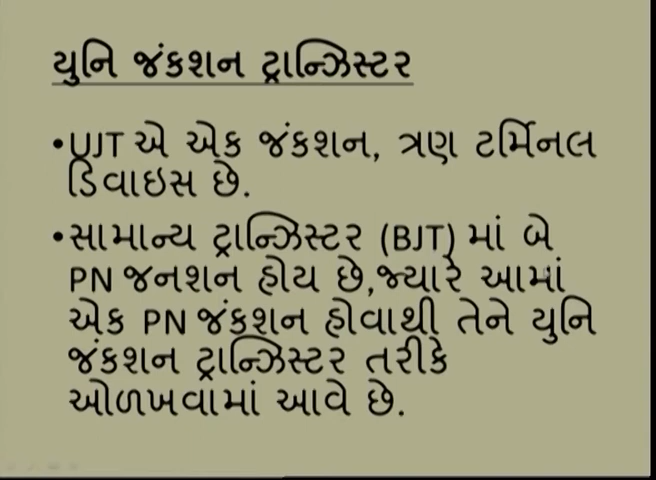 યુનિ જંકશન ટ્રાન્ઝિસ્ટર
•UJT એ એક જંકશન, ત્રણ ટર્મિનલ
ડિવાઇસ છે.
•સામાન્ય ટ્રાન્ઝિસ્ટર (BJT) માં બે
PN જનશન હોય છે,જ્યારે આમાં
એક PN જંકશન હોવાથી તેને યુનિ
જંકશન ટ્રાન્ઝિસ્ટર તરીકે
ઓળખવામાં આવે છે.